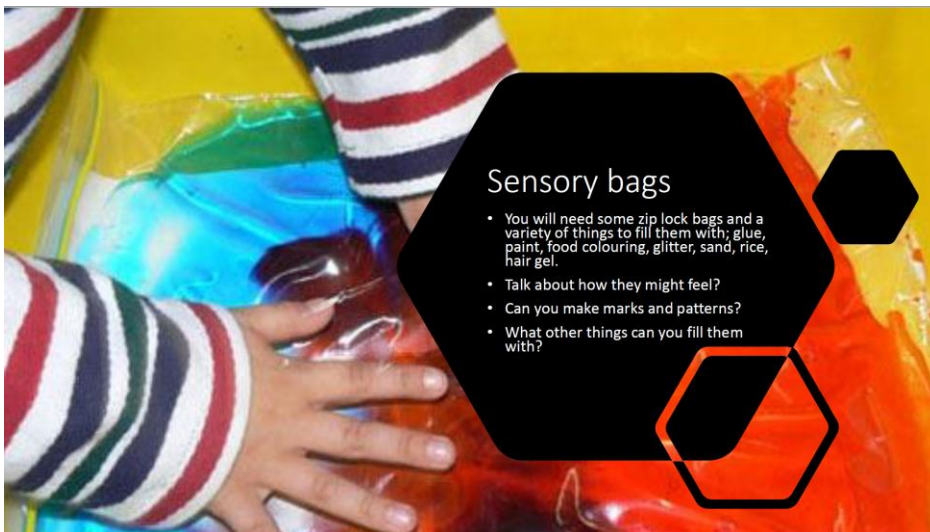 Sensory bags
• You will need some zip lock bags and a
variety of things to fill them with; glue,
paint, food colouring, glitter, sand, rice,
hair gel.
• Talk about how they might feel?
• Can you make marks and patterns?
• What other things can you fill them
with?